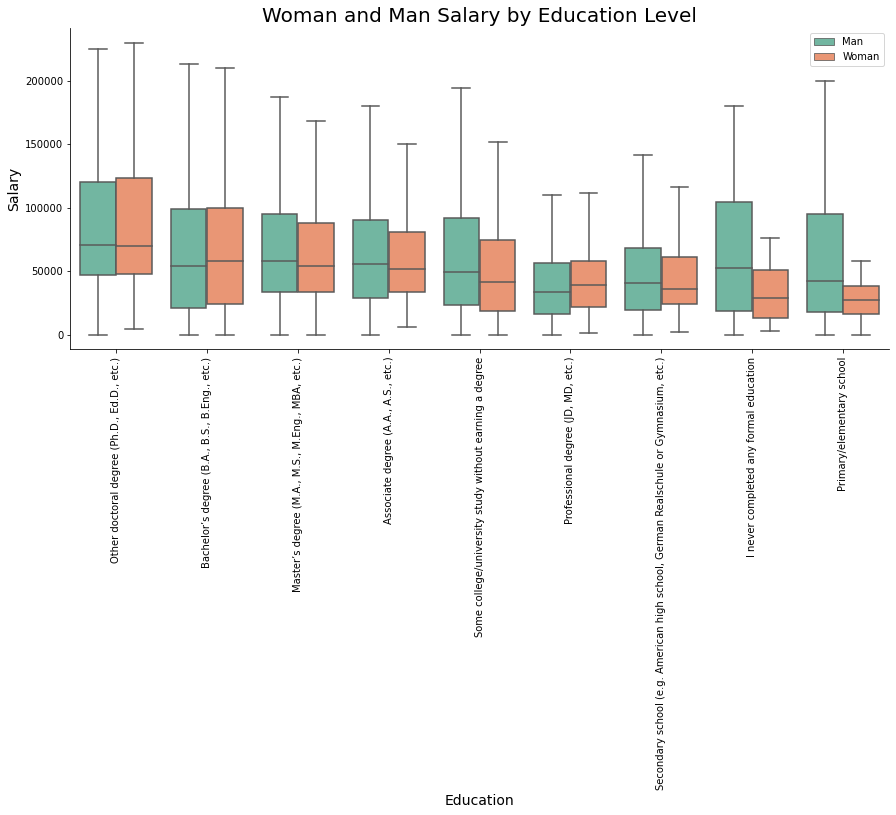 Woman and Man Salary by Education Level
Man
Woman
Salary
200000
150000
100000
50000
0
Other doctoral degree (Ph.D., Ed.D., etc.)
Bachelor’s degree (B.A., B.S., B.Eng., etc.)
Master’s degree (M.A., M.S., M.Eng., MBA, etc.)
Associate degree (A.A., A.S., etc.)
Some college/university study without earning a degree
Professional degree (JD, MD, etc.)
Secondary school (e.g. American high school, German Realschule or Gymnasium, etc.)
I never completed any formal education
Primary/elementary school
Education